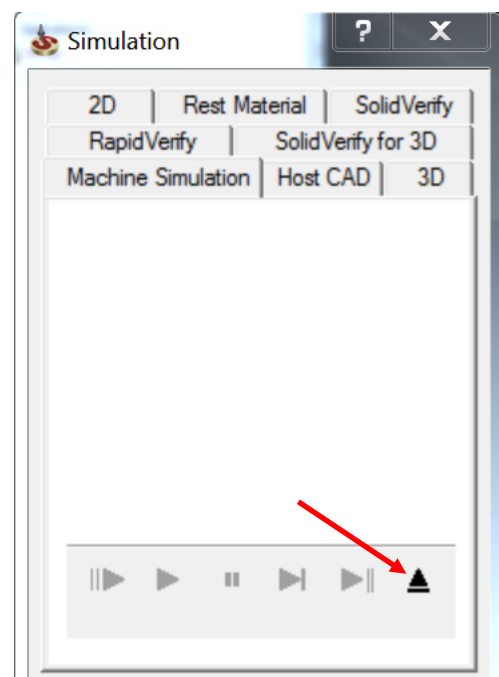 Simulation
2D Rest Material SolidVerify
RapidVerify SolidVerify for 3D
Machine Simulation Host CAD 3D